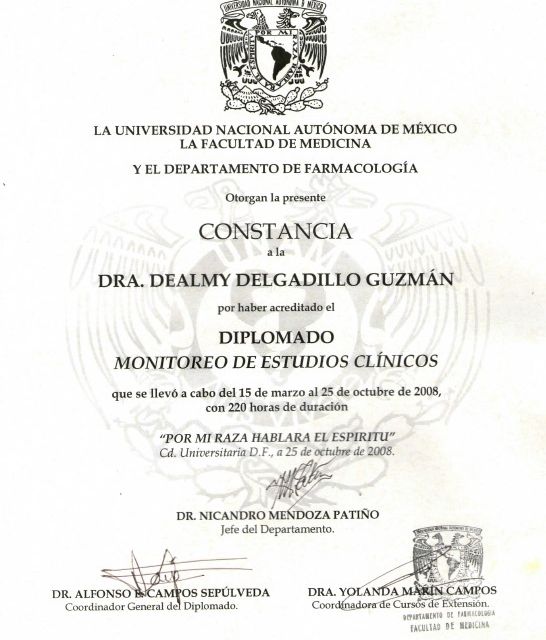 UNIVERSIDAD NACIONAL AUTONOMA DE MEXICO
POR MI
RAZA HABLARA
EL ESPIRITU
LA UNIVERSIDAD NACIONAL AUTÓNOMA DE MÉXICO
LA FACULTAD DE MEDICINA
Y EL DEPARTAMENTO DE FARMACOLOGÍA
Otorgan la presente
CONSTANCIA
a la
DRA. DEALMY DELGADILLO GUZMÁN
por haber acreditado el
DIPLOMADO
MONITOREO DE ESTUDIOS CLÍNICOS
que se llevó a cabo del 15 de marzo al 25 de octubre de 2008,
con 220 horas de duración
“POR MI RAZA HABLARA EL ESPIRITU”
Cd. Universitaria D.F., a 25 de octubre de 2008.
DR. NICANDRO MENDOZA PATIÑO
Jefe del Departamento.
DR. ALFONSO E. CAMPOS SEPÚLVEDA
Coordinador General del Diplomado.
DRA. YOLANDA MARÍN CAMPOS
Coordinadora de Cursos de Extensión.
DEPARTAMENTO DE FARMACOLOGIA
FACULTAD DE MEDICINA